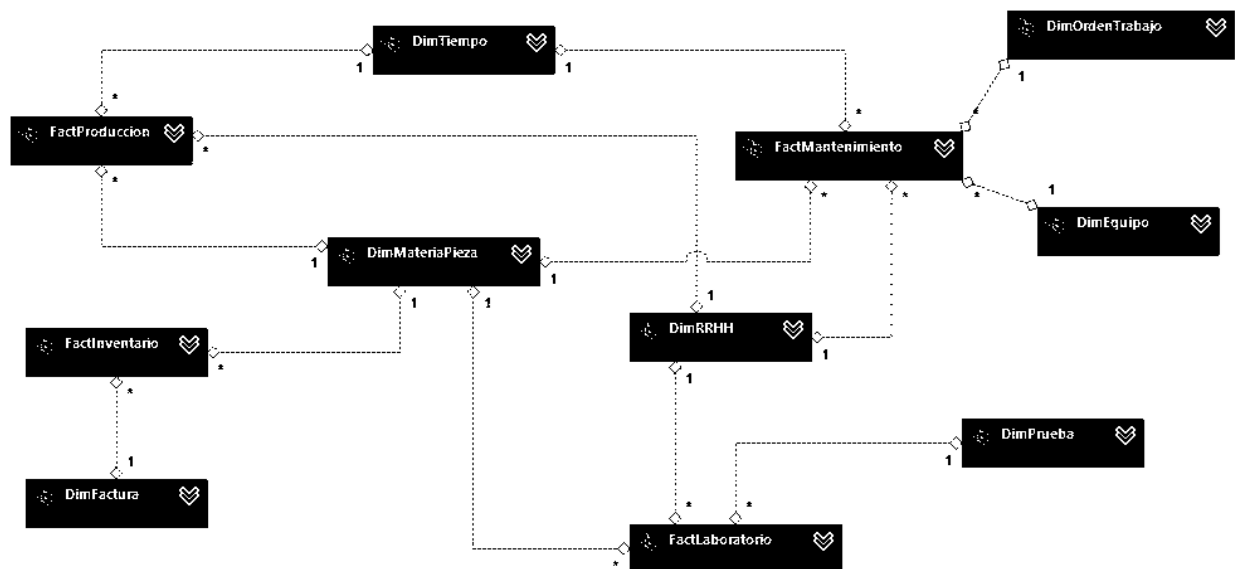 DimTiempo
DimOrdenTrabajo
1
1
1
*
*
*
FactProduccion
*
FactMantenimiento
*
*
*
*
1
DimEquipo
DimMateriaPieza
1
1
1
1
1
DimRRHH
FactInventario
1
*
1
*
DimPrueba
1
1
DimFactura
*
*
FactLaboratorio
*